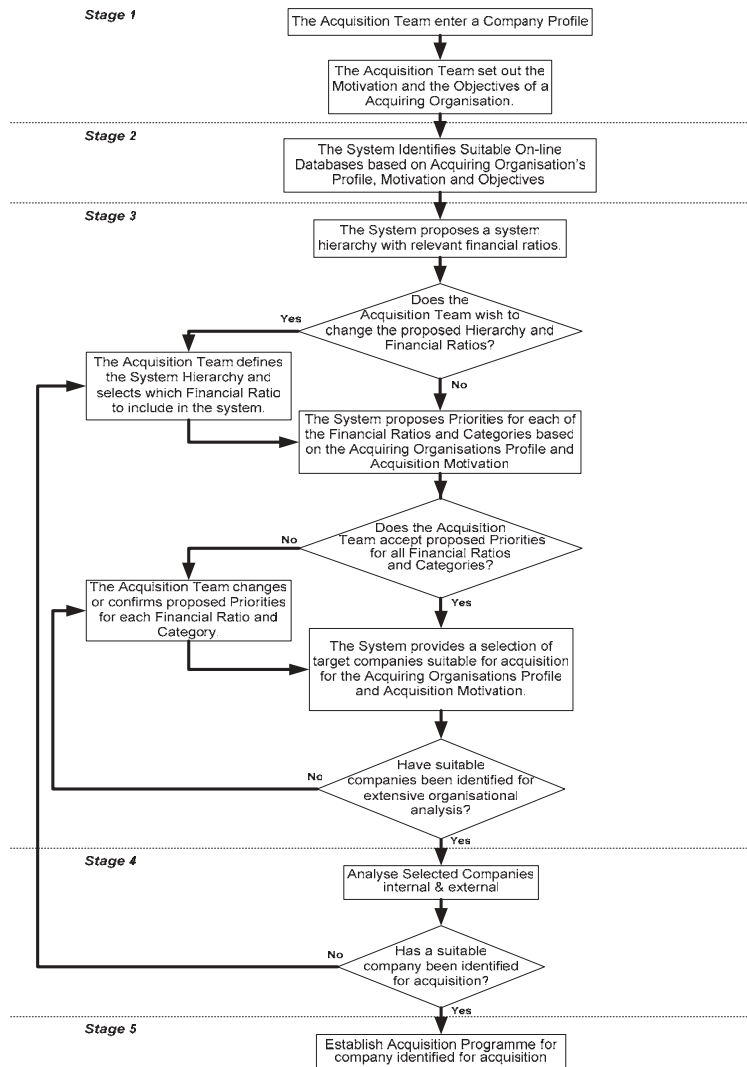 Stage 1
The Acquisition Team enter a Company Profile
The Acquisition Team set out the
Motivation and the Objectives of a
Acquiring Organisation.
Stage 2
The System Identifies Suitable On-line
Databases based on Acquiring Organisation's
Profile, Motivation and Objectives
Stage 3
The System proposes a system
hierarchy with relevant financial ratios.
Does the
Acquisition Team wish to
change the proposed Hierarchy and
Financial Ratios?
Yes
No
The Acquisition Team defines
the System Hierarchy and
selects which Financial Ratio
to include in the system.
The System proposes Priorities for each of
the Financial Ratios and Categories based
on the Acquiring Organisations Profile and
Acquisition Motivation
Does the Acquisition
Team accept proposed Priorities
for all Financial Ratios
and Categories?
No
Yes
The Acquisition Team changes
or confirms proposed Priorities
for each Financial Ratio and
Category.
The System provides a selection of
target companies suitable for acquisition
for the Acquiring Organisations Profile
and Acquisition Motivation.
Have suitable
companies been identified for
extensive organisational
analysis?
No
Yes
Stage 4
Analyse Selected Companies
internal & external
Has a suitable
company been identified
for acquisition?
No
Yes
Stage 5
Establish Acquisition Programme for
company identified for acquisition